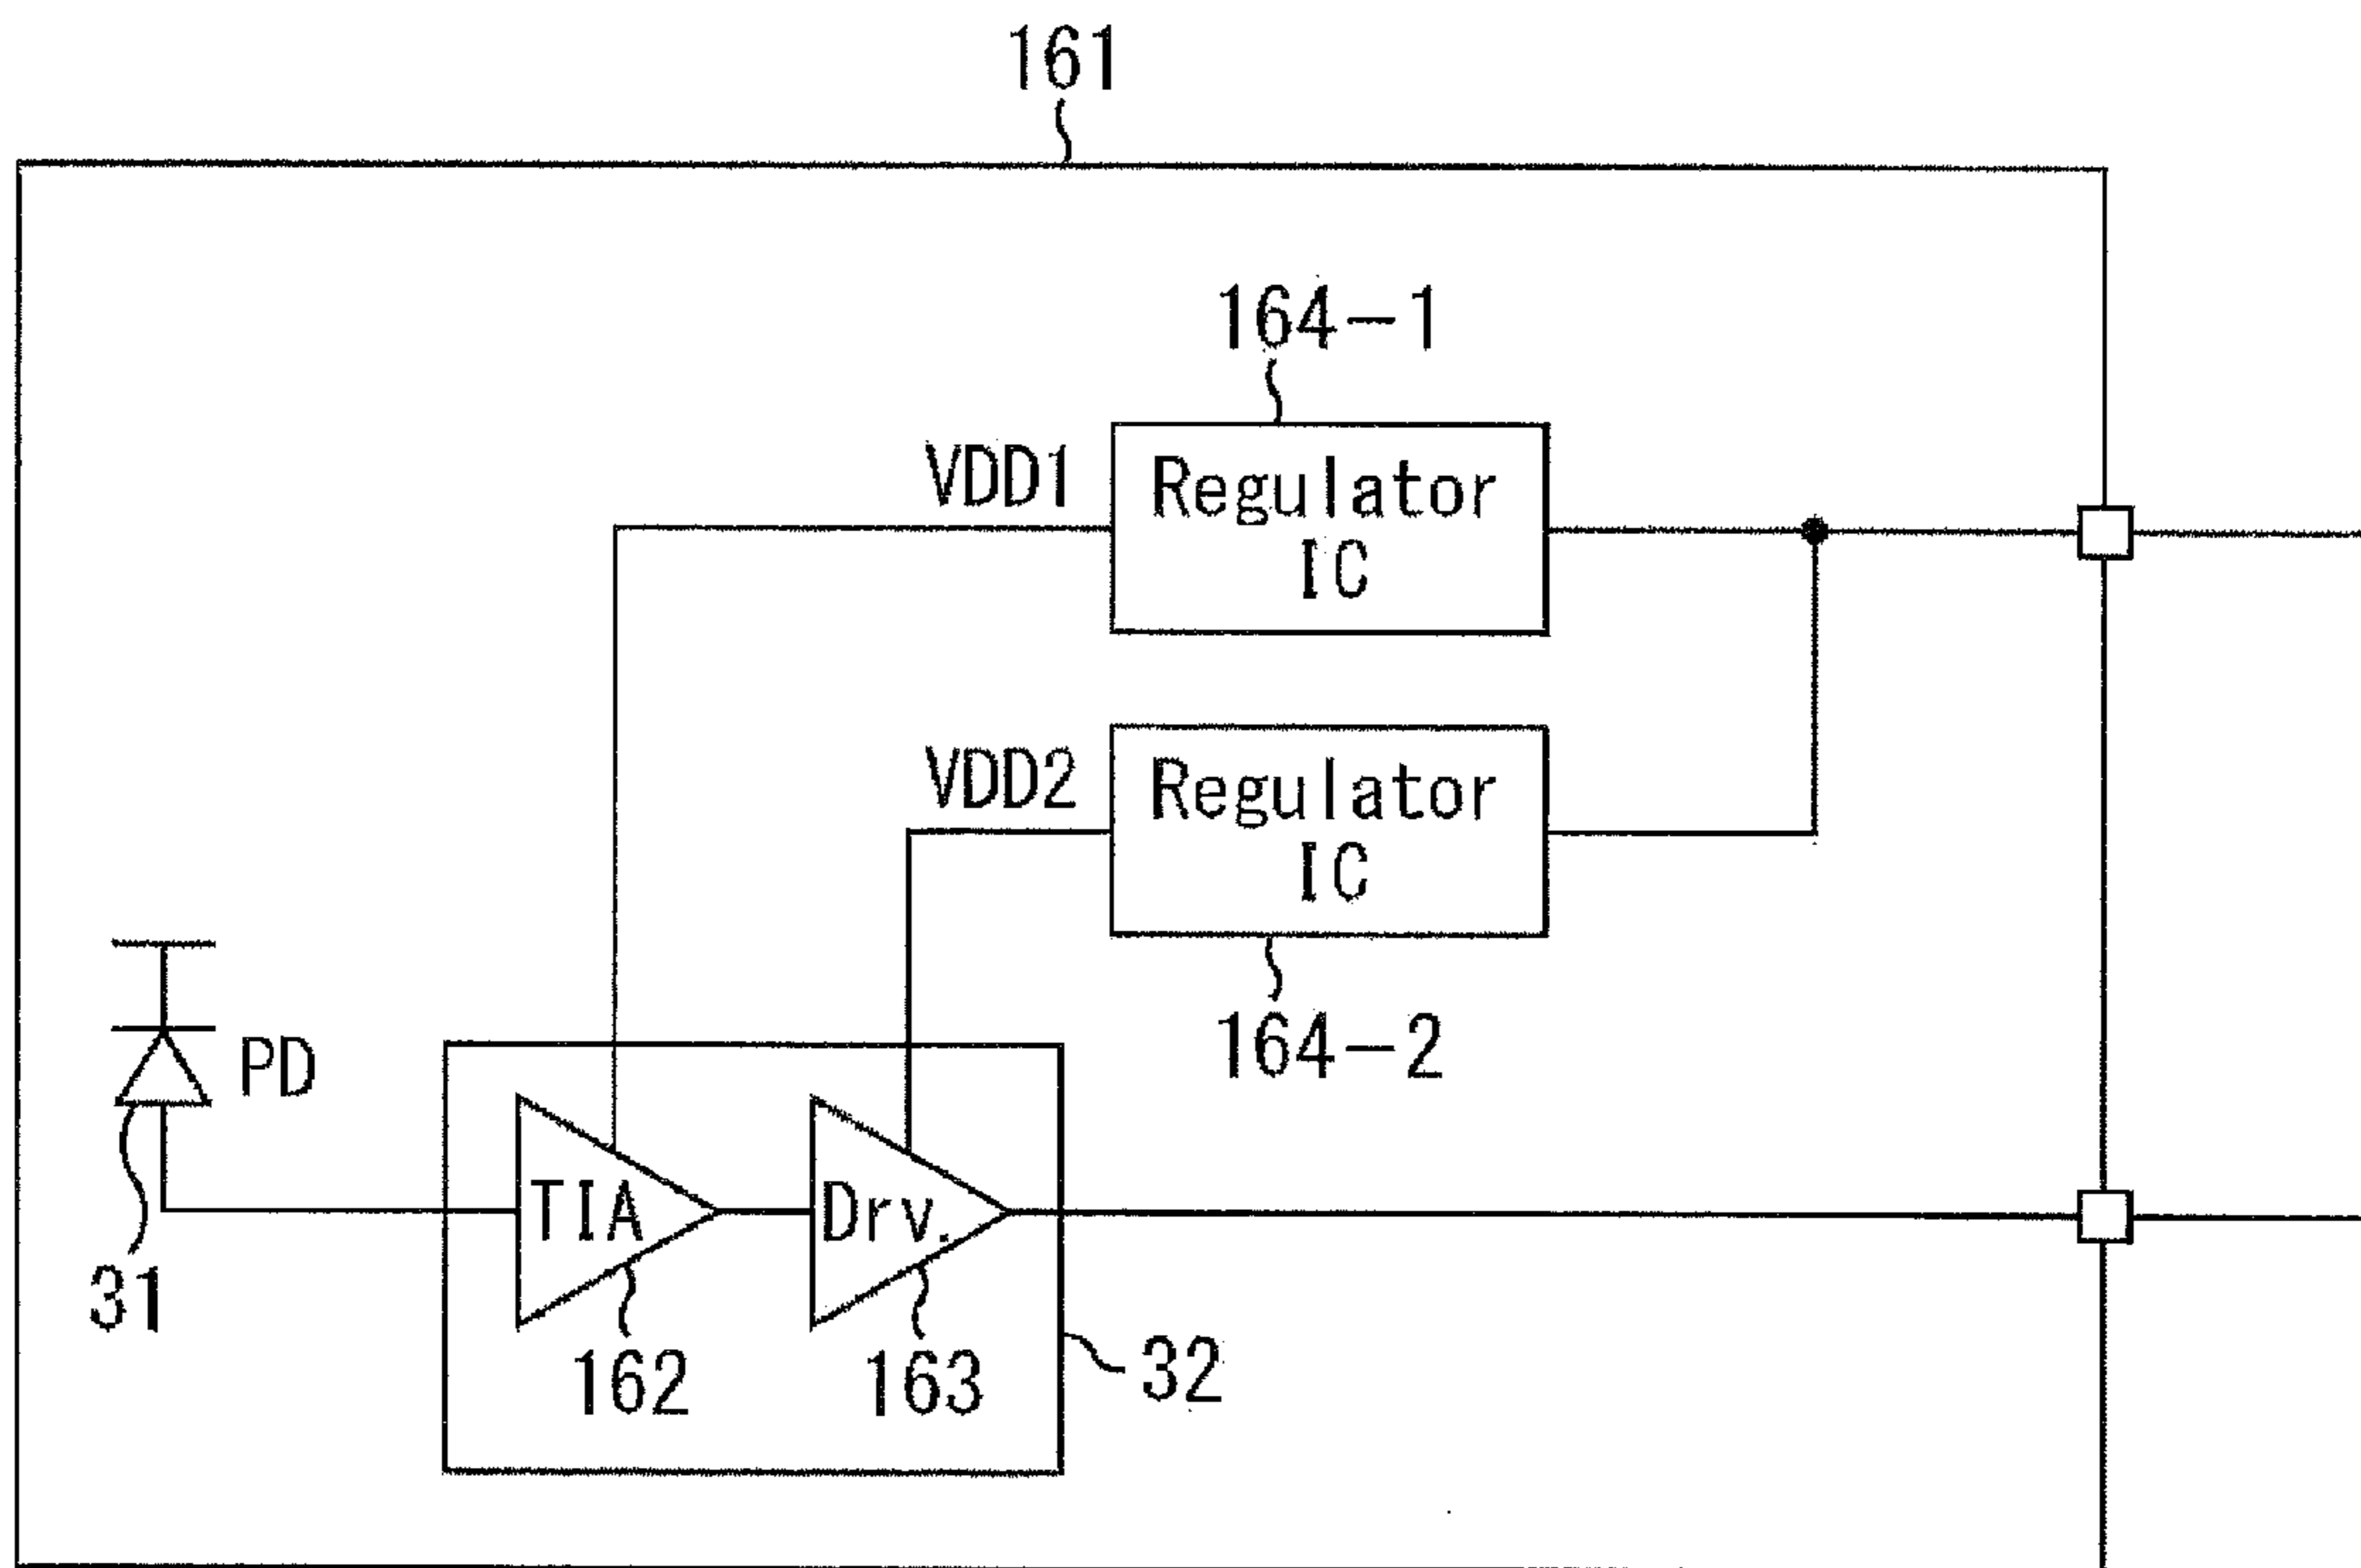 161
164-1
VDD1
Regulator
IC
VDD2
Regulator
IC
164-2
PD
TIA
Drv.
31
162
163
32